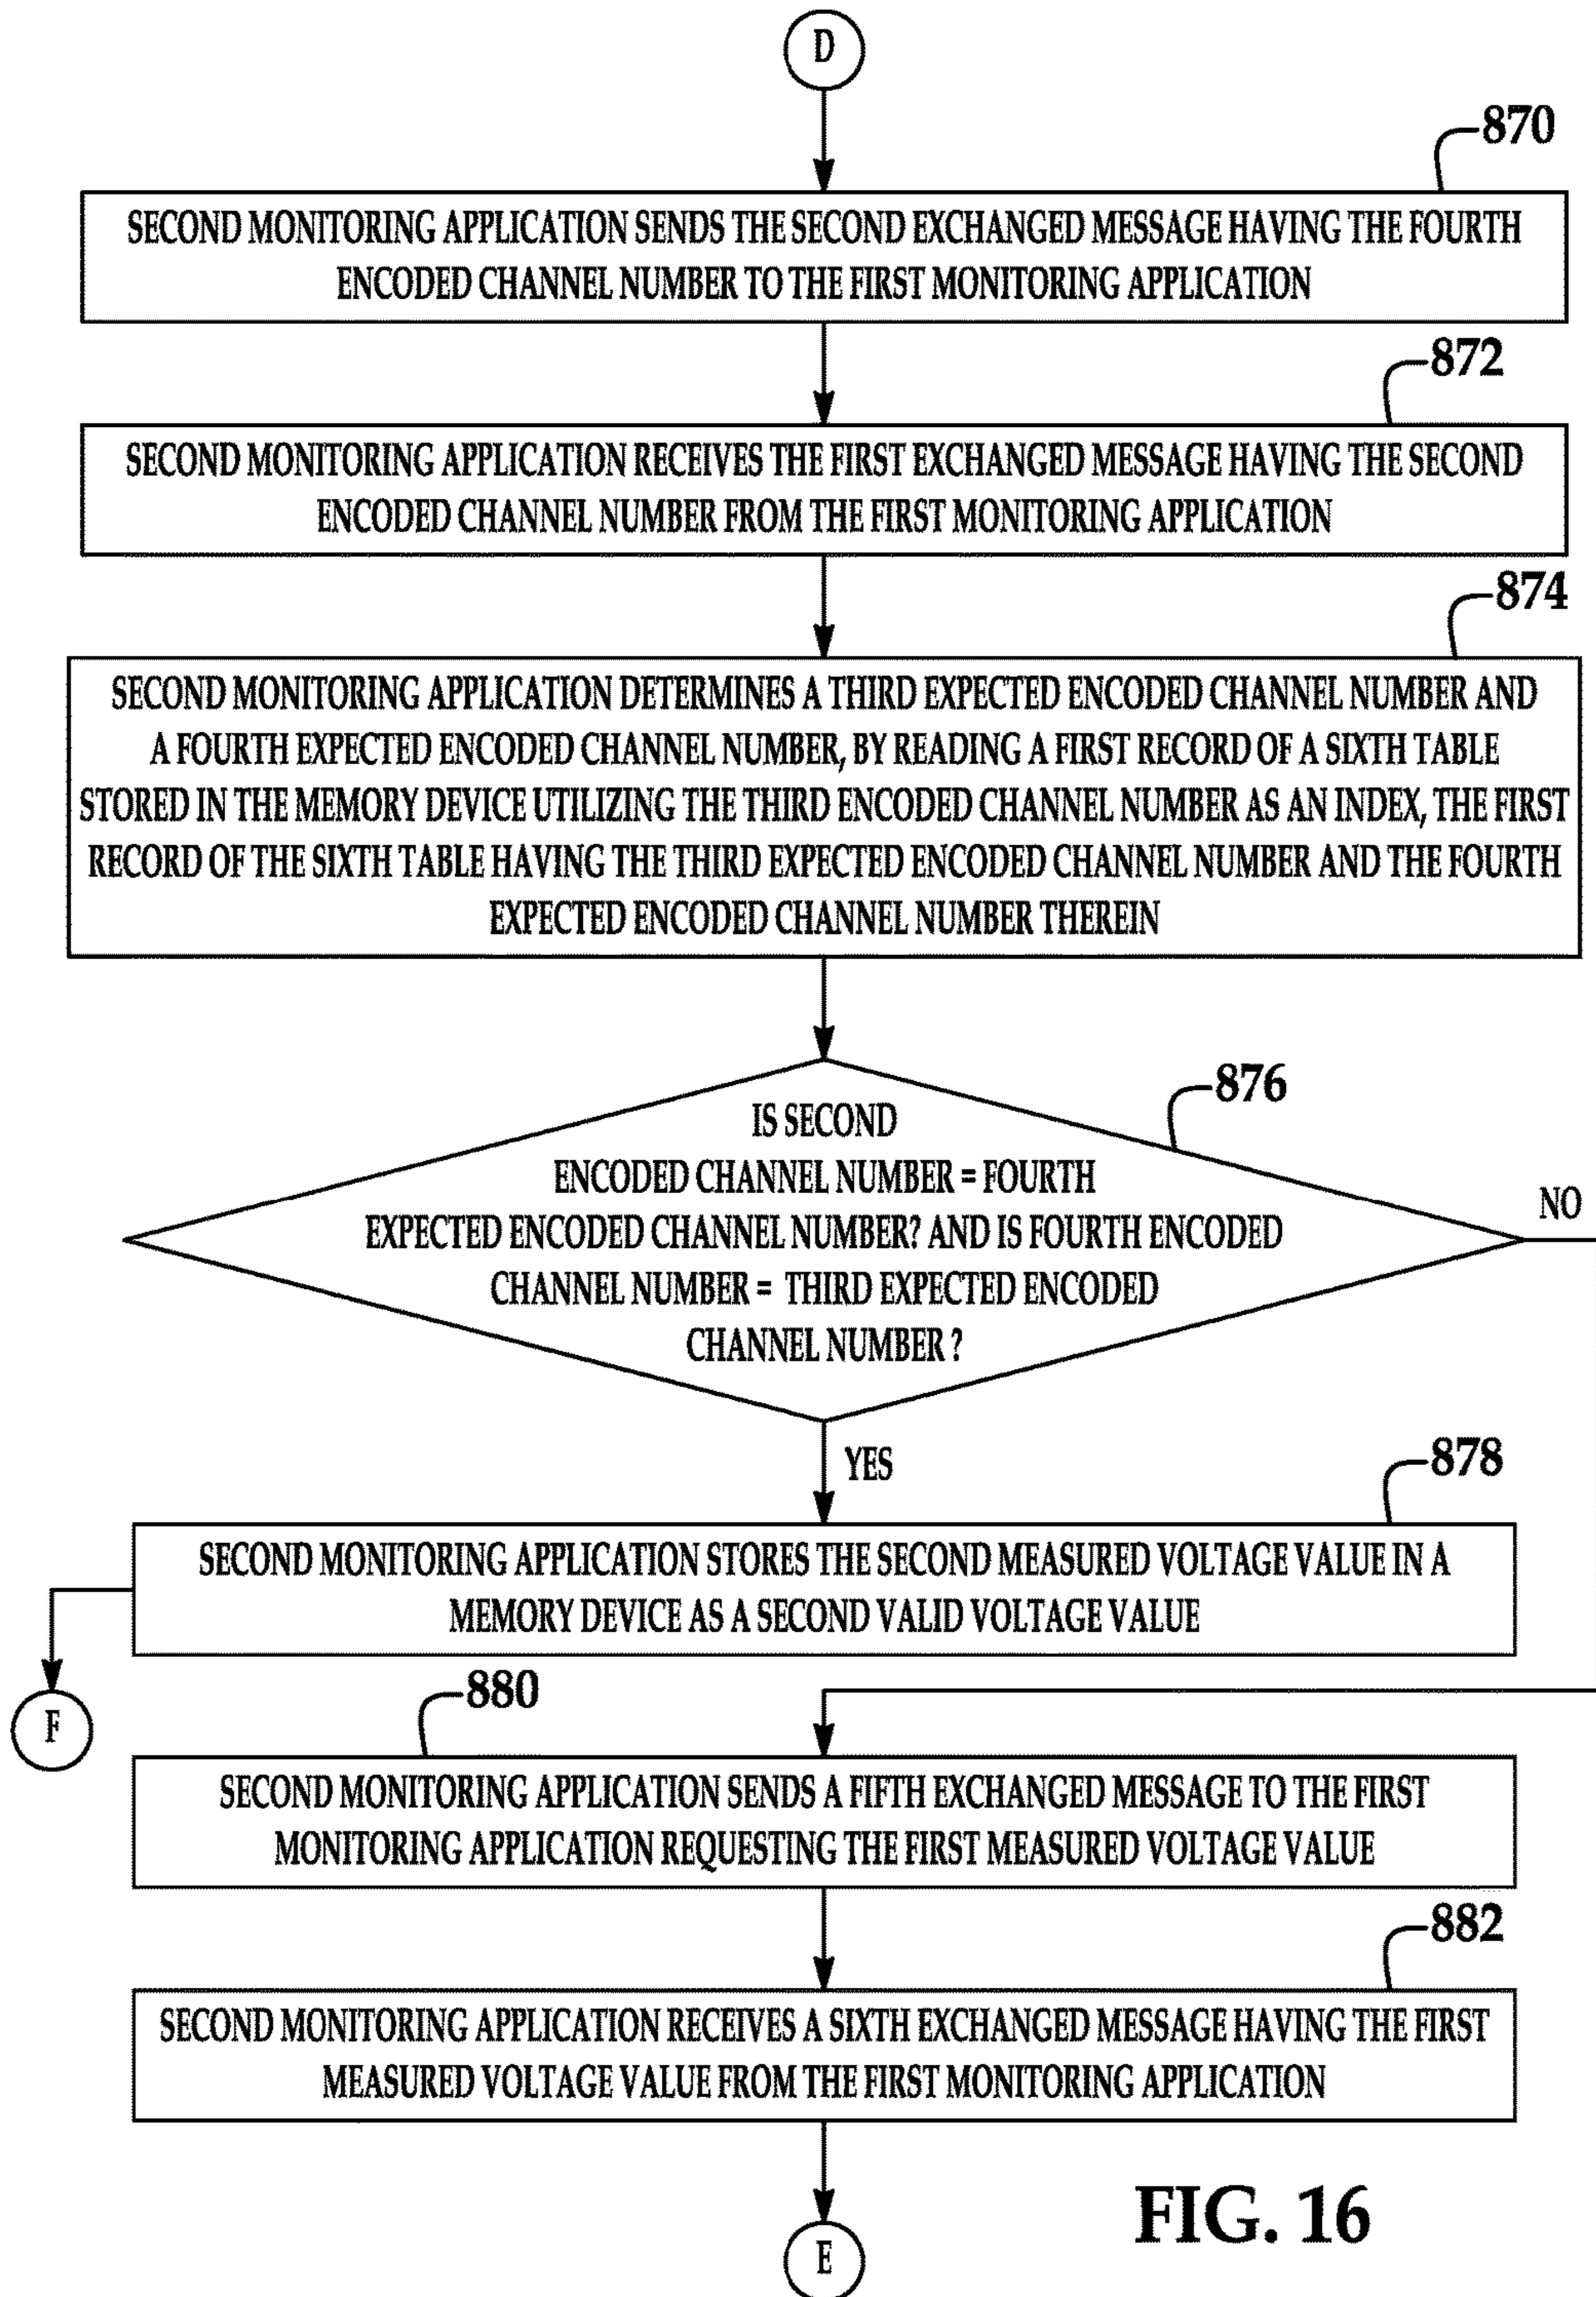 D
870
SECOND MONITORING APPLICATION SENDS THE SECOND EXCHANGED MESSAGE HAVING THE FOURTH
ENCODED CHANNEL NUMBER TO THE FIRST MONITORING APPLICATION
872
SECOND MONITORING APPLICATION RECEIVES THE FIRST EXCHANGED MESSAGE HAVING THE SECOND
ENCODED CHANNEL NUMBER FROM THE FIRST MONITORING APPLICATION
874
SECOND MONITORING APPLICATION DETERMINES A THIRD EXPECTED ENCODED CHANNEL NUMBER AND
A FOURTH EXPECTED ENCODED CHANNEL NUMBER, BY READING A FIRST RECORD OF A SIXTH TABLE
STORED IN THE MEMORY DEVICE UTILIZING THE THIRD ENCODED CHANNEL NUMBER AS AN INDEX, THE FIRST
RECORD OF THE SIXTH TABLE HAVING THE THIRD EXPECTED ENCODED CHANNEL NUMBER AND THE FOURTH
EXPECTED ENCODED CHANNEL NUMBER THEREIN
876
IS SECOND
ENCODED CHANNEL NUMBER = FOURTH
EXPECTED ENCODED CHANNEL NUMBER? AND IS FOURTH ENCODED
CHANNEL NUMBER = THIRD EXPECTED ENCODED
CHANNEL NUMBER ?
NO
YES
878
SECOND MONITORING APPLICATION STORES THE SECOND MEASURED VOLTAGE VALUE IN A
MEMORY DEVICE AS A SECOND VALID VOLTAGE VALUE
F
880
SECOND MONITORING APPLICATION SENDS A FIFTH EXCHANGED MESSAGE TO THE FIRST
MONITORING APPLICATION REQUESTING THE FIRST MEASURED VOLTAGE VALUE
882
SECOND MONITORING APPLICATION RECEIVES A SIXTH EXCHANGED MESSAGE HAVING THE FIRST
MEASURED VOLTAGE VALUE FROM THE FIRST MONITORING APPLICATION
E
FIG. 16